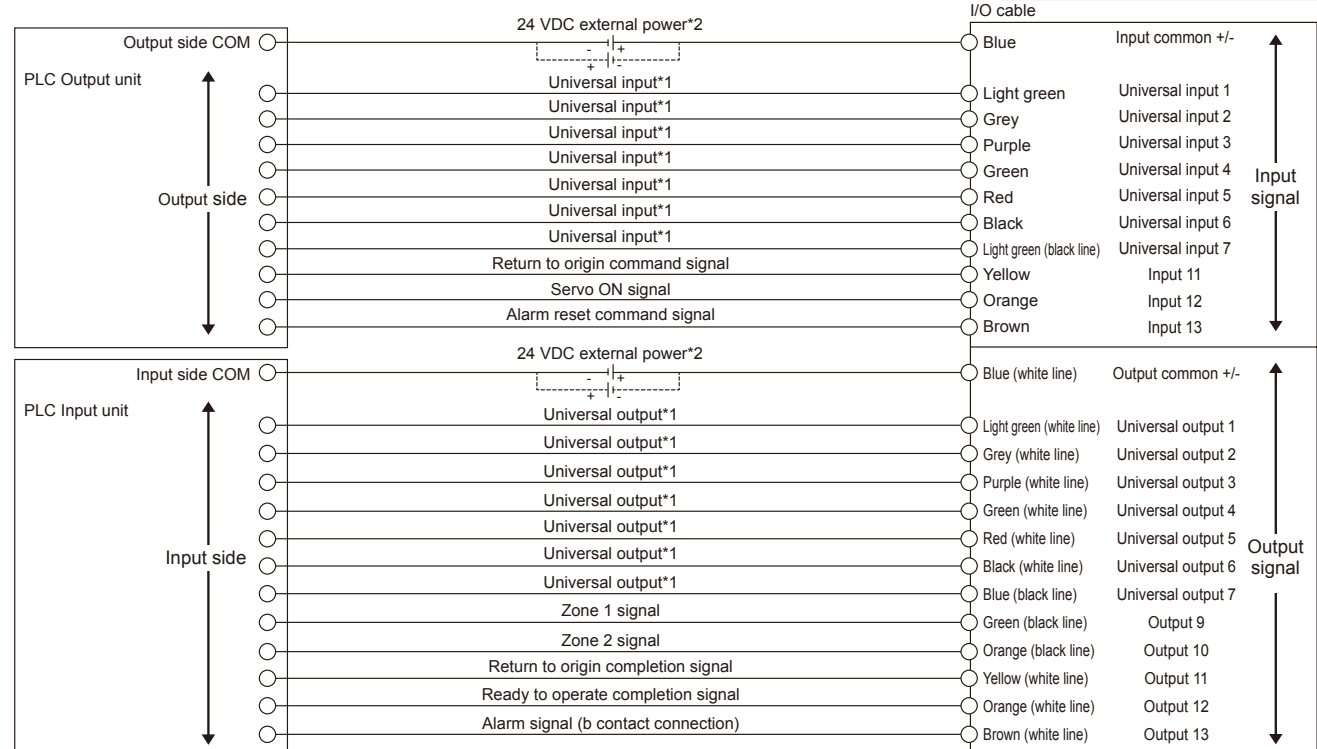 I/O cable
24 VDC external power*2
Output side COM Blue Input common +/-
- +
+ -
PLC Output unit
Universal input*1
Light green Universal input 1
Universal input*1
Grey Universal input 2
Universal input*1
Purple Universal input 3
Universal input*1
Green Universal input 4
Input signal
Universal input*1
Output side Red Universal input 5
Universal input*1
Black Universal input 6
Universal input*1
Light green (black line) Universal input 7
Return to origin command signal
Yellow Input 11
Servo ON signal
Orange Input 12
Alarm reset command signal
Brown Input 13
24 VDC external power*2
Input side COM Blue (white line) Output common +/-
- +
+ -
PLC Input unit
Universal output*1
Light green (white line) Universal output 1
Universal output*1
Grey (white line) Universal output 2
Universal output*1
Purple (white line) Universal output 3
Universal output*1
Green (white line) Universal output 4
Universal output*1
Red (white line) Universal output 5
Output signal
Universal output*1
Input side Black (white line) Universal output 6
Universal output*1
Blue (black line) Universal output 7
Zone 1 signal
Green (black line) Output 9
Zone 2 signal
Orange (black line) Output 10
Return to origin completion signal
Yellow (white line) Output 11
Ready to operate completion signal
Orange (white line) Output 12
Alarm signal (b contact connection)
Brown (white line) Output 13